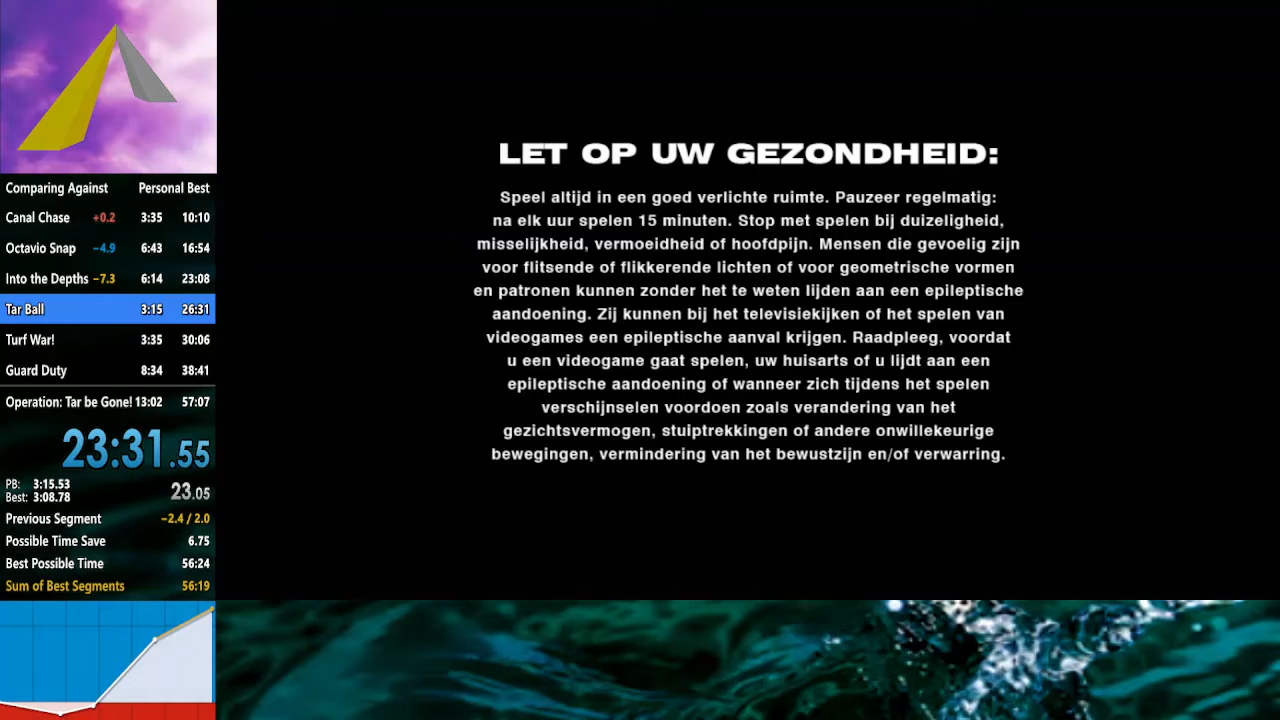 Comparing Against Personal Best
Canal Chase +0.2 3:35 10:10
Octavio Snap −4.9 6:43 16:54
Into the Depths −7.3 6:14 23:08
Tar Ball 3:15 26:31
Turf War! 3:35 30:06
Guard Duty 8:34 38:41
Operation: Tar be Gone! 13:02 57:07
23:31.55
PB: 3:15.53
Best: 3:08.78
23.05
Previous Segment −2.4 / 2.0
Possible Time Save 6.75
Best Possible Time 56:24
Sum of Best Segments 56:19
LET OP UW GEZONDHEID:
Speel altijd in een goed verlichte ruimte. Pauzeer regelmatig:
na elk uur spelen 15 minuten. Stop met spelen bij duizeligheid,
misselijkheid, vermoeidheid of hoofdpijn. Mensen die gevoelig zijn
voor flitsende of flikkerende lichten of voor geometrische vormen
en patronen kunnen zonder het te weten lijden aan een epileptische
aandoening. Zij kunnen bij het televisiekijken of het spelen van
videogames een epileptische aanval krijgen. Raadpleeg, voordat
u een videogame gaat spelen, uw huisarts of u lijdt aan een
epileptische aandoening of wanneer zich tijdens het spelen
verschijnselen voordoen zoals verandering van het
gezichtsvermogen, stuiptrekkingen of andere onwillekeurige
bewegingen, vermindering van het bewustzijn en/of verwarring.